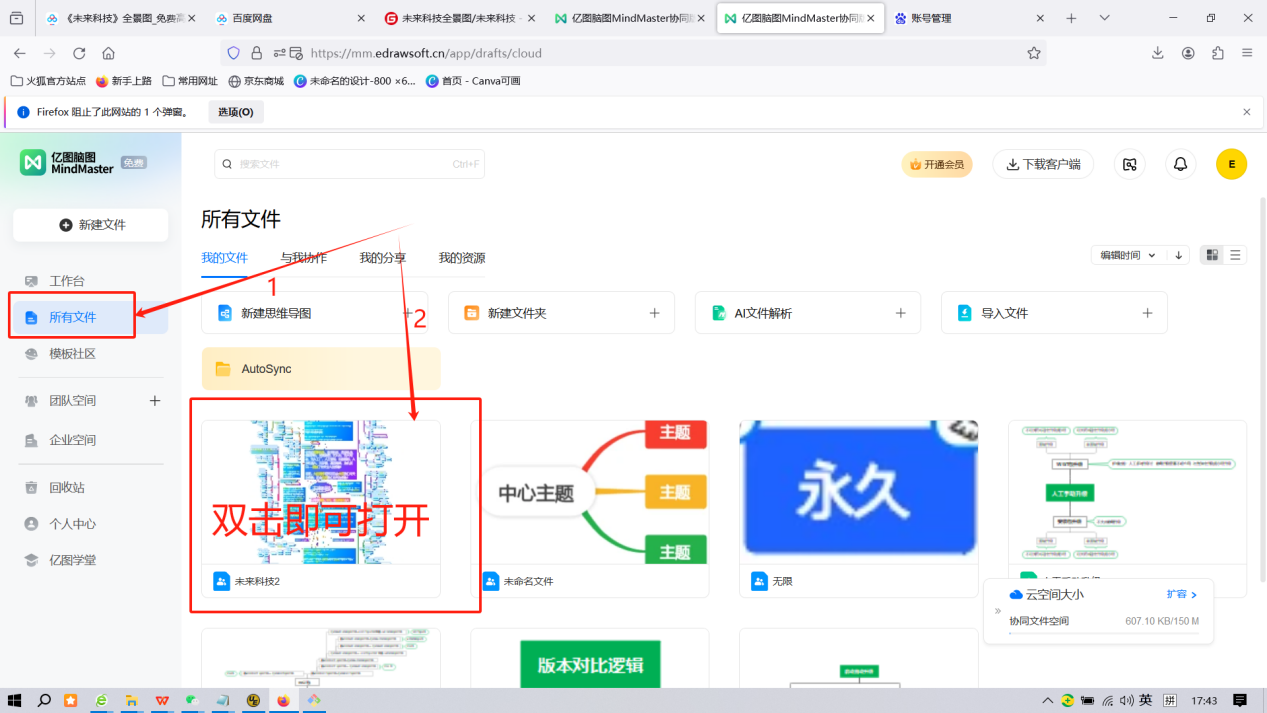 《未来科技》全景图_免费高
百度网盘
未来科技全景图/未来科技 -
亿图脑图MindMaster协同版
亿图脑图MindMaster协同版
账号管理
https://mm.edrawsoft.cn/app/drafts/cloud
火狐官方站点
新手上路
常用网址
京东商城
未命名的设计-800 ×6...
首页 - Canva可画
Firefox 阻止了此网站的 1 个弹窗。
选项(O)
亿图脑图
MindMaster
免费
搜索文件
Ctrl+F
开通会员
下载客户端
E
新建文件
所有文件
我的文件
与我协作
我的分享
我的资源
编辑时间
工作台
所有文件
模板社区
团队空间
企业空间
回收站
个人中心
亿图学堂
1
2
新建思维导图
新建文件夹
AI文件解析
导入文件
AutoSync
双击即可打开
未来科技2
中心主题
主题
主题
主题
未命名文件
永久
无限
云空间大小
扩容
协同文件空间
607.10 KB/150 M
版本对比逻辑
英
拼
17:43